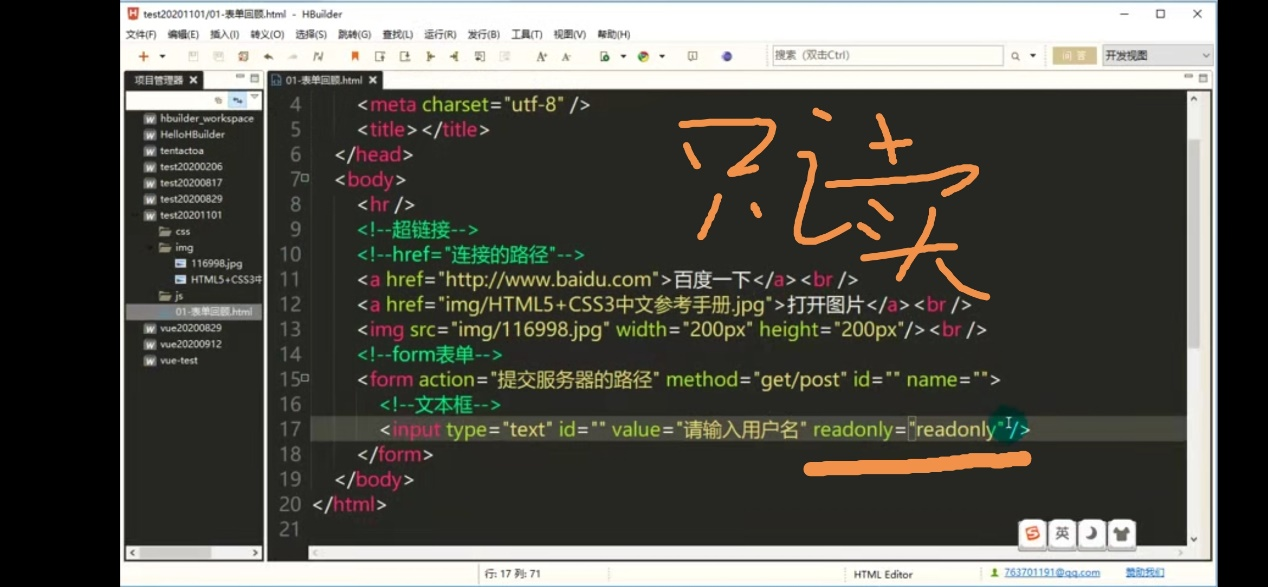 test20201101/01-表单回顾.html - HBuilder
文件(F) 编辑(E) 插入(I) 转义(O) 选择(S) 跳转(G) 查找(L) 运行(R) 发行(B) 工具(T) 视图(V) 帮助(H)
搜索 (双击Ctrl) 问答 开发视图
项目管理器 01-表单回顾.html
hbuilder_workspace
HelloHBuilder
tentactoa
test20200206
test20200817
test20200829
test20201101
css
img
116998.jpg
HTML5+CSS3中
js
01-表单回顾.html
vue20200829
vue20200912
vue-test
4 <meta charset="utf-8" />
5 <title></title>
6 </head>
7 <body>
8 <hr />
9 <!--超链接-->
10 <!--href="连接的路径"-->
11 <a href="http://www.baidu.com">百度一下</a><br />
12 <a href="img/HTML5+CSS3中文参考手册.jpg">打开图片</a><br />
13 <img src="img/116998.jpg" width="200px" height="200px"/><br />
14 <!--form表单-->
15 <form action="提交服务器的路径" method="get/post" id="" name="">
16 <!--文本框-->
17 <input type="text" id="" value="请输入用户名" readonly="readonly"/>
18 </form>
19 </body>
20 </html>
21
只读
英
行: 17 列: 71 HTML Editor 763701191@qq.com 赞助我们